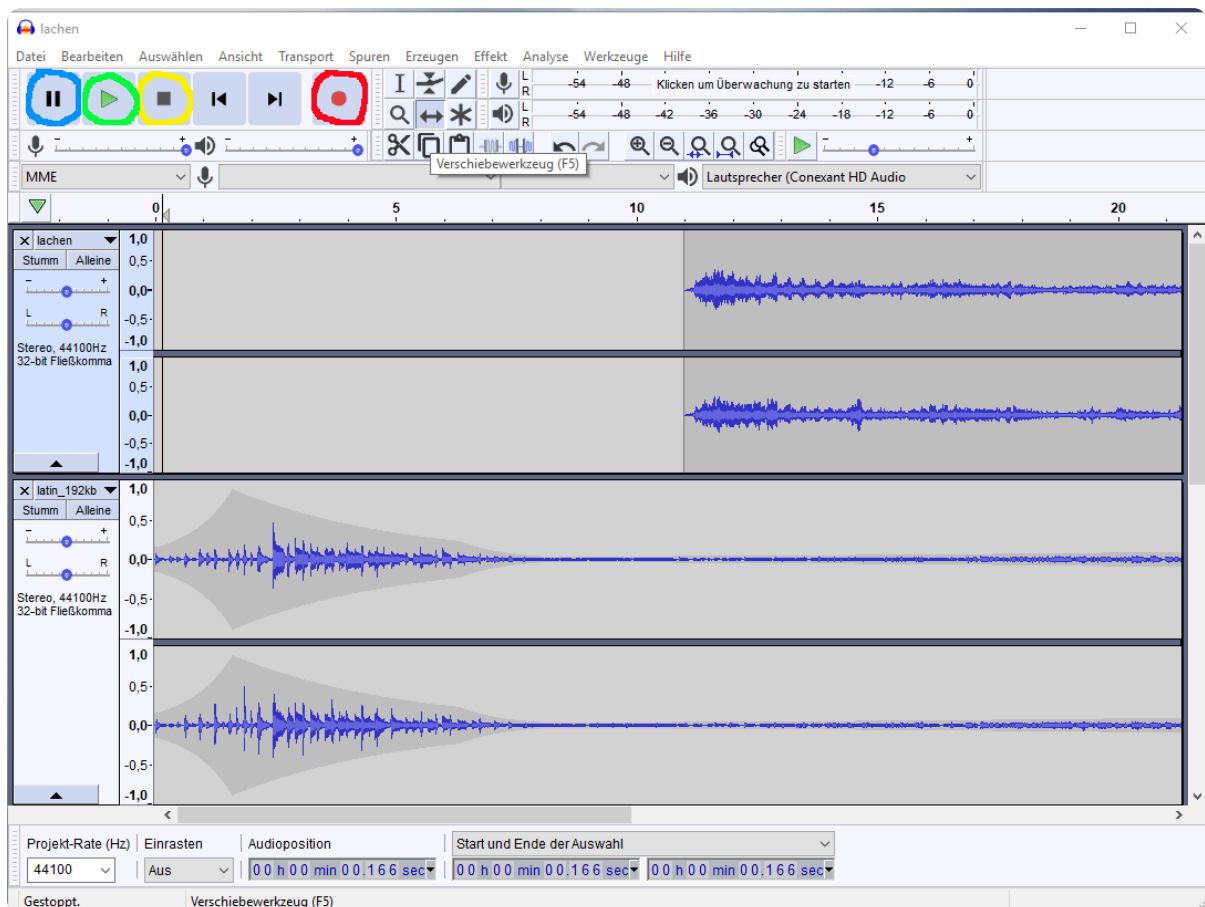 lachen
Datei Bearbeiten Auswählen Ansicht Transport Spuren Erzeugen Effekt Analyse Werkzeuge Hilfe
L R -54 -48 Klicken um Überwachung zu starten -12 -6 0
L R -54 -48 -42 -36 -30 -24 -18 -12 -6 0
Verschiebewerkzeug (F5)
MME Lautsprecher (Conexant HD Audio
0 5 10 15 20
lachen 1,0
Stumm Alleine 0,5
- + 0,0
L R -0,5
-1,0
Stereo, 44100Hz
32-bit Fließkomma
1,0
0,5
0,0
-0,5
-1,0
latin_192kb 1,0
Stumm Alleine
0,5
- +
0,0
L R
Stereo, 44100Hz -0,5
32-bit Fließkomma
-1,0
1,0
0,5
0,0
-0,5
-1,0
Projekt-Rate (Hz) Einrasten Audioposition Start und Ende der Auswahl
44100 Aus 00 h 00 min 00.166 sec 00 h 00 min 00.166 sec 00 h 00 min 00.166 sec
Gestoppt. Verschiebewerkzeug (F5)